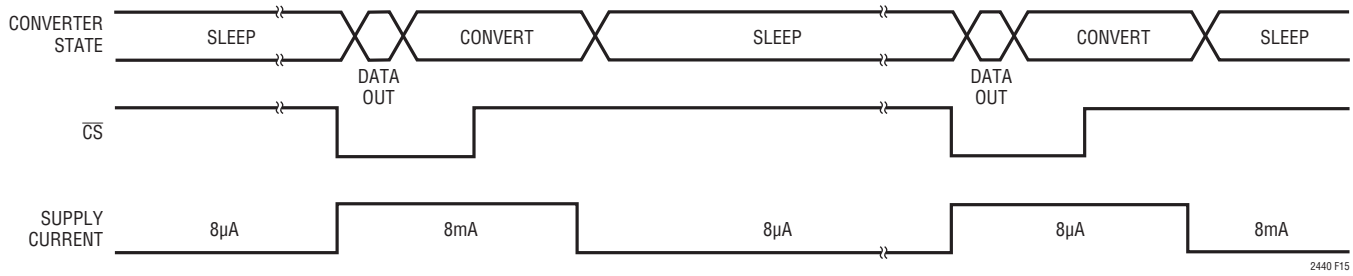 CONVERTER
STATE
SLEEP
CONVERT
SLEEP
CONVERT
SLEEP
DATA
OUT
DATA
OUT
CS
SUPPLY
CURRENT
8µA
8mA
8µA
8µA
8mA
2440 F15